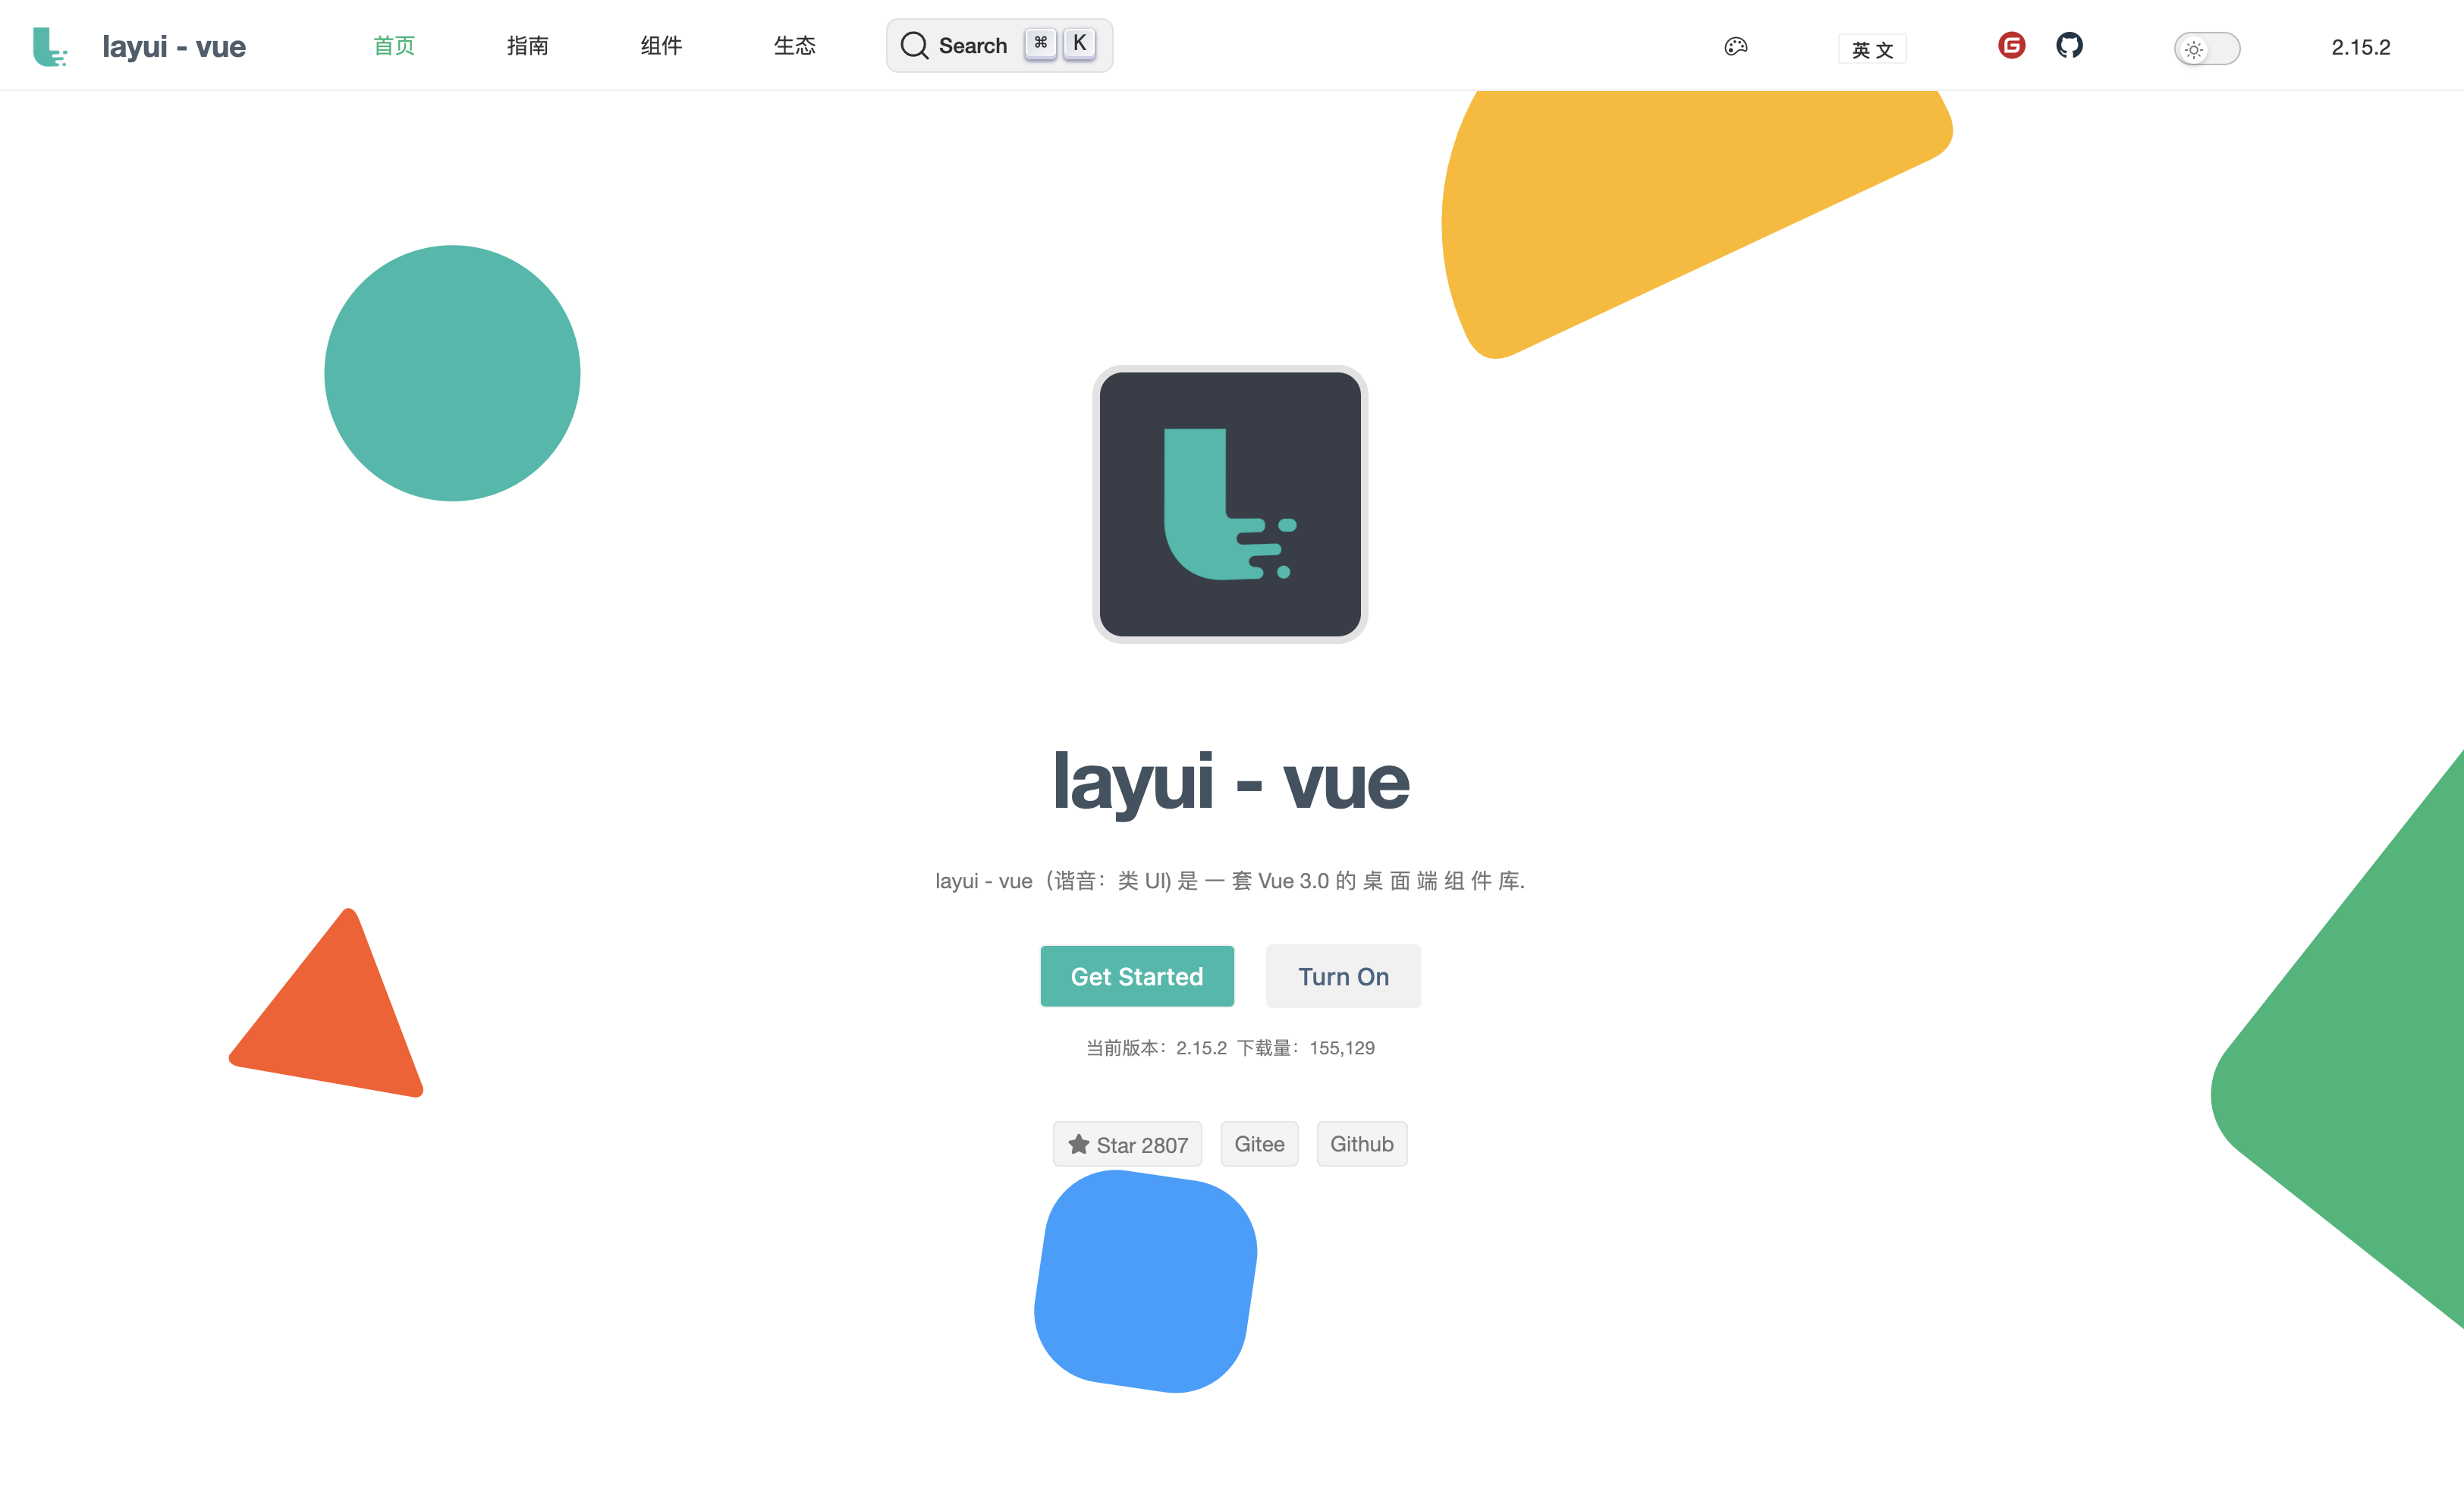 layui - vue 首页 指南 组件 生态 Search ⌘ K 英 文 2.15.2
layui - vue
layui - vue（谐音：类 UI) 是 一 套 Vue 3.0 的 桌 面 端 组 件 库.
Get Started Turn On
当前版本：2.15.2 下载量：155,129
Star 2807 Gitee Github